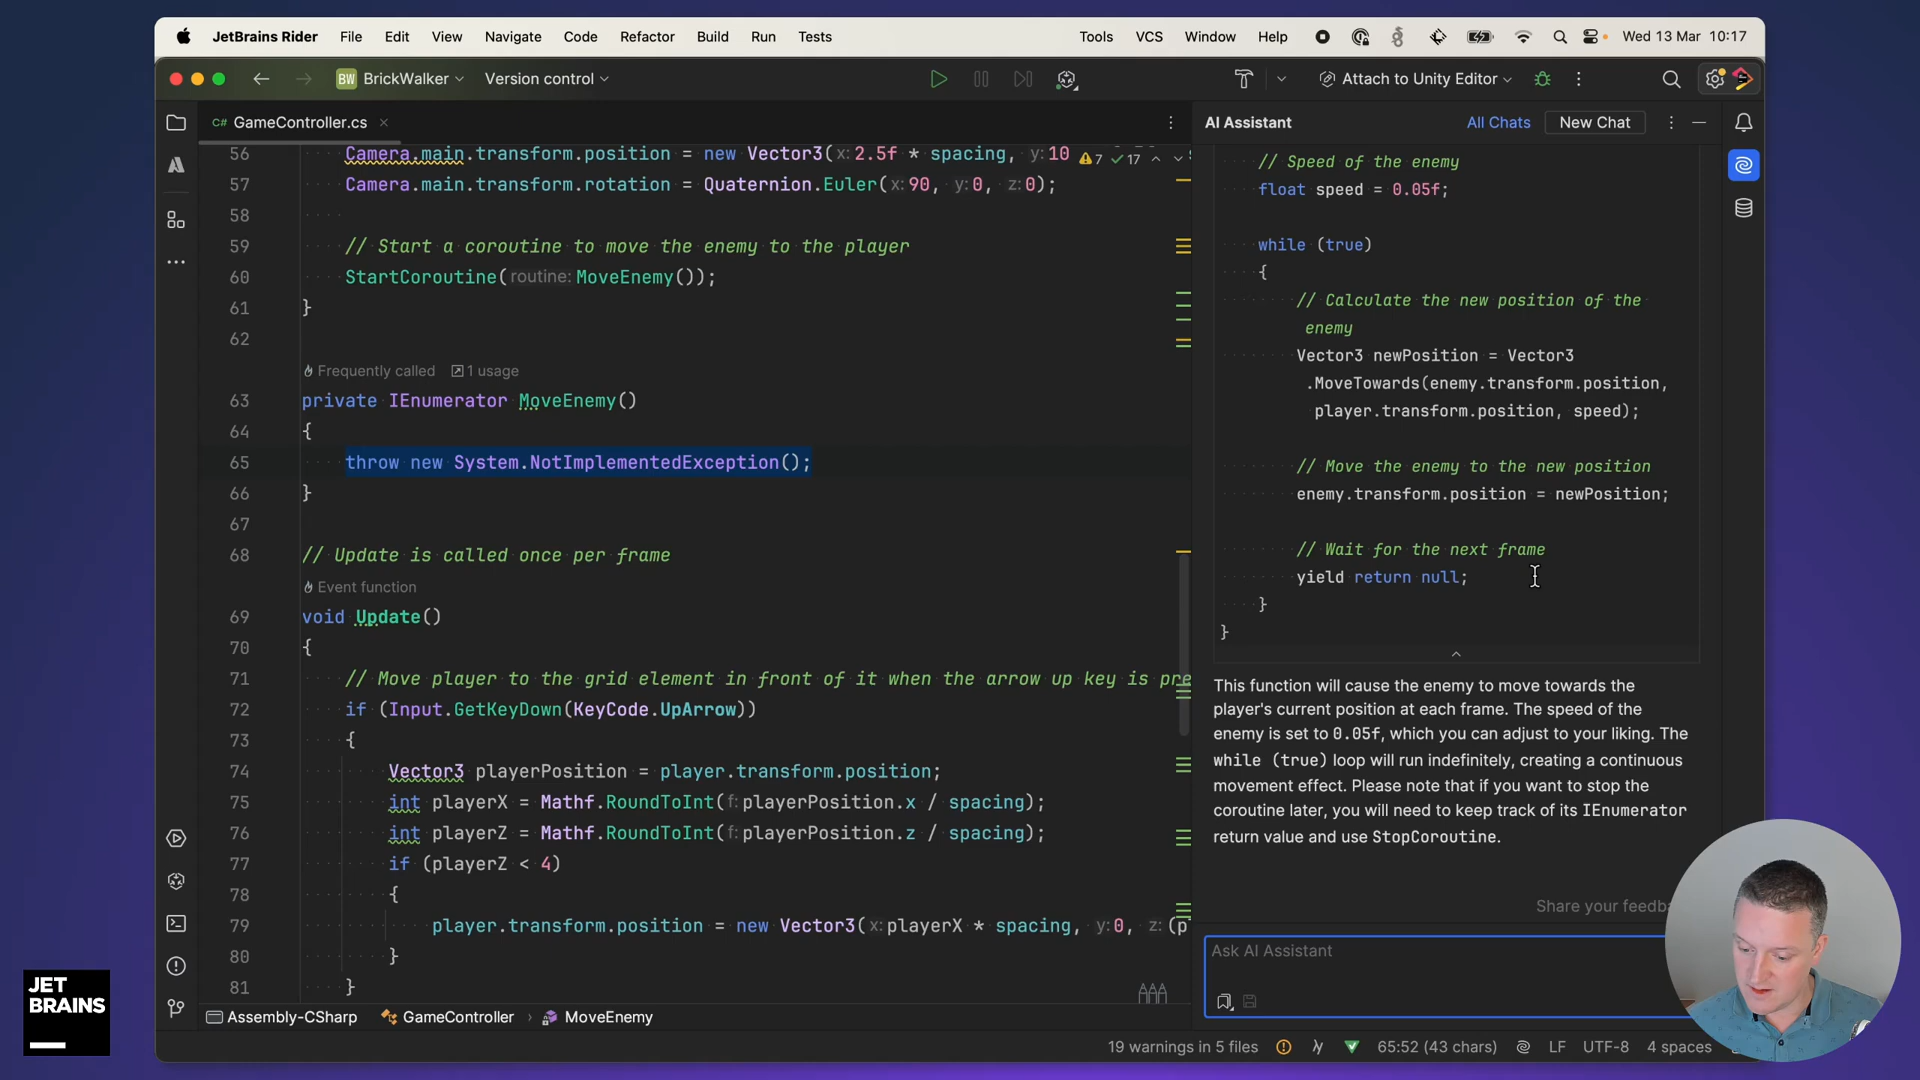 JetBrains Rider File Edit View Navigate Code Refactor Build Run Tests Tools VCS Window Help Wed 13 Mar 10:17
BW BrickWalker Version control Attach to Unity Editor
C# GameController.cs
56 Camera.main.transform.position = new Vector3(x:2.5f * spacing, y:10 7 17
57 Camera.main.transform.rotation = Quaternion.Euler(x:90, y:0, z:0);
58
59 // Start a coroutine to move the enemy to the player
60 StartCoroutine(routine:MoveEnemy());
61 }
62
Frequently called 1 usage
63 private IEnumerator MoveEnemy()
64 {
65 throw new System.NotImplementedException();
66 }
67
68 // Update is called once per frame
Event function
69 void Update()
70 {
71 // Move player to the grid element in front of it when the arrow up key is pre
72 if (Input.GetKeyDown(KeyCode.UpArrow))
73 {
74 Vector3 playerPosition = player.transform.position;
75 int playerX = Mathf.RoundToInt(f:playerPosition.x / spacing);
76 int playerZ = Mathf.RoundToInt(f:playerPosition.z / spacing);
77 if (playerZ < 4)
78 {
79 player.transform.position = new Vector3(x:playerX * spacing, y:0, z:(p
80 }
81 }
Assembly-CSharp GameController › MoveEnemy
AI Assistant All Chats New Chat
// Speed of the enemy
float speed = 0.05f;
while (true)
{
// Calculate the new position of the
enemy
Vector3 newPosition = Vector3
.MoveTowards(enemy.transform.position,
player.transform.position, speed);
// Move the enemy to the new position
enemy.transform.position = newPosition;
// Wait for the next frame
yield return null;
}
}
This function will cause the enemy to move towards the
player's current position at each frame. The speed of the
enemy is set to 0.05f, which you can adjust to your liking. The
while (true) loop will run indefinitely, creating a continuous
movement effect. Please note that if you want to stop the
coroutine later, you will need to keep track of its IEnumerator
return value and use StopCoroutine.
Share your feedba
Ask AI Assistant
19 warnings in 5 files 65:52 (43 chars) LF UTF-8 4 spaces
JET
BRAINS